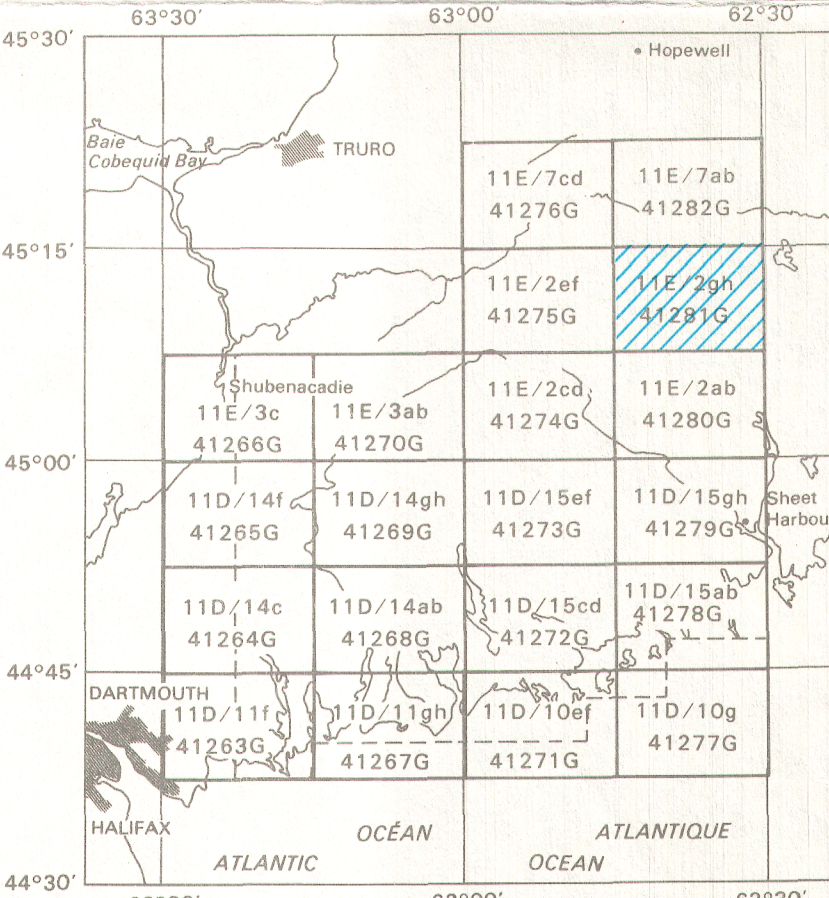 63°30′ 63°00′ 62°30′
45°30′
Hopewell
Baie
Cobequid Bay
TRURO
11E/7cd 11E/7ab
41276G 41282G
45°15′
11E/2ef 11E/2gh
41275G 41281G
Shubenacadie
11E/3c 11E/3ab 11E/2cd 11E/2ab
41266G 41270G 41274G 41280G
45°00′
11D/14f 11D/14gh 11D/15ef 11D/15gh
41265G 41269G 41273G 41279G
Sheet
Harbou
11D/14c 11D/14ab 11D/15cd 11D/15ab
41264G 41268G 41272G 41278G
44°45′
DARTMOUTH
11D/11f 11D/11gh 11D/10ef 11D/10g
41263G 41267G 41271G 41277G
HALIFAX
OCÉAN ATLANTIQUE
ATLANTIC OCEAN
44°30′